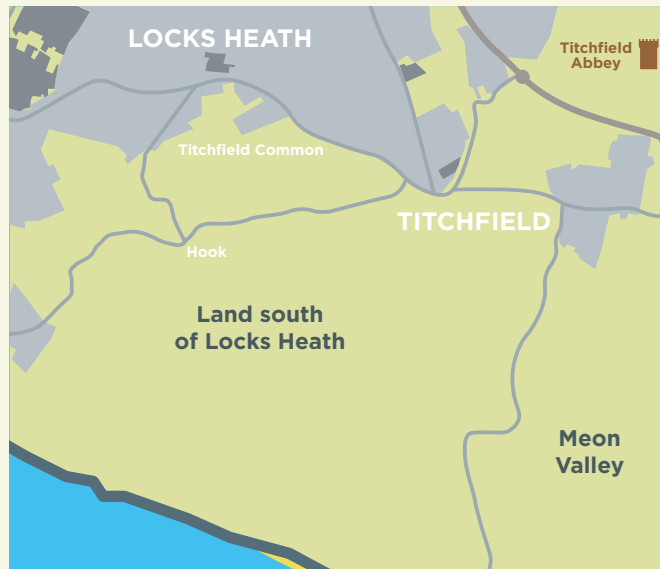 LOCKS HEATH
Titchfield
Abbey
Titchfield Common
TITCHFIELD
Hook
Land south
of Locks Heath
Meon
Valley